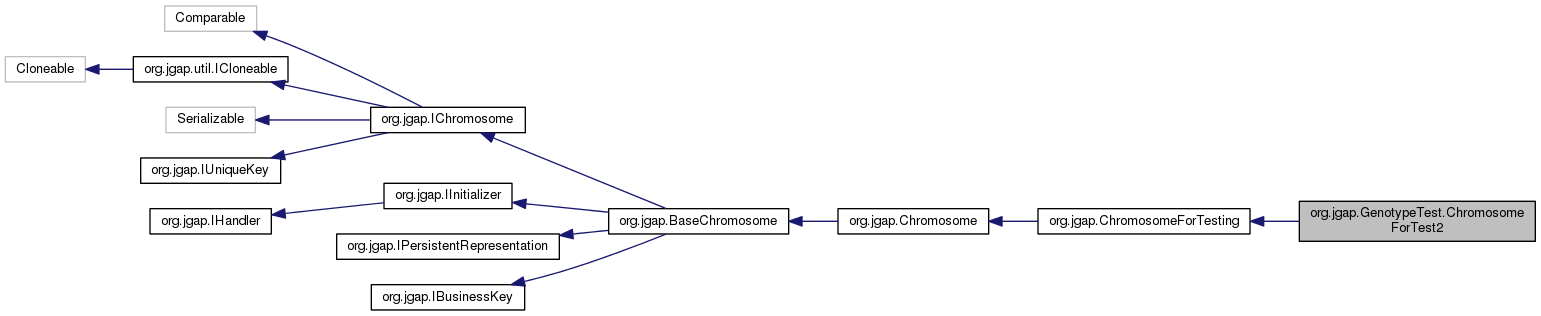 Comparable
Cloneable
org.jgap.util.ICloneable
Serializable
org.jgap.IChromosome
org.jgap.IUniqueKey
org.jgap.IInitializer
org.jgap.IHandler
org.jgap.BaseChromosome
org.jgap.Chromosome
org.jgap.ChromosomeForTesting
org.jgap.GenotypeTest.Chromosome
ForTest2
org.jgap.IPersistentRepresentation
org.jgap.IBusinessKey